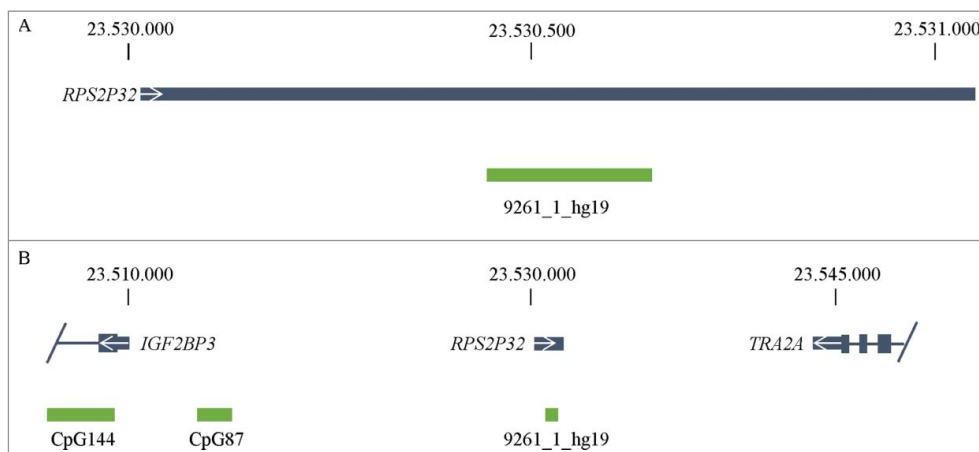 A
23.530.000 23.530.500 23.531.000
RPS2P32
9261_1_hg19
B
23.510.000 23.530.000 23.545.000
IGF2BP3 RPS2P32 TRA2A
CpG144 CpG87 9261_1_hg19